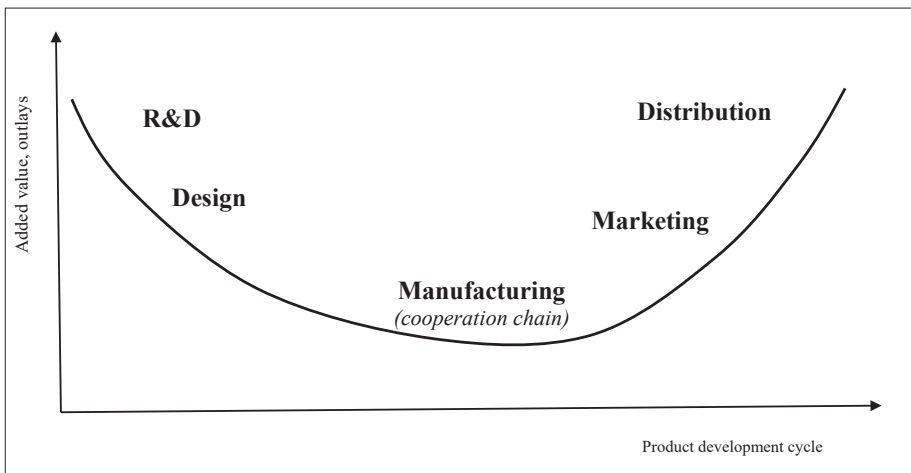 Added value, outlays
R&D
Distribution
Design
Marketing
Manufacturing
(cooperation chain)
Product development cycle